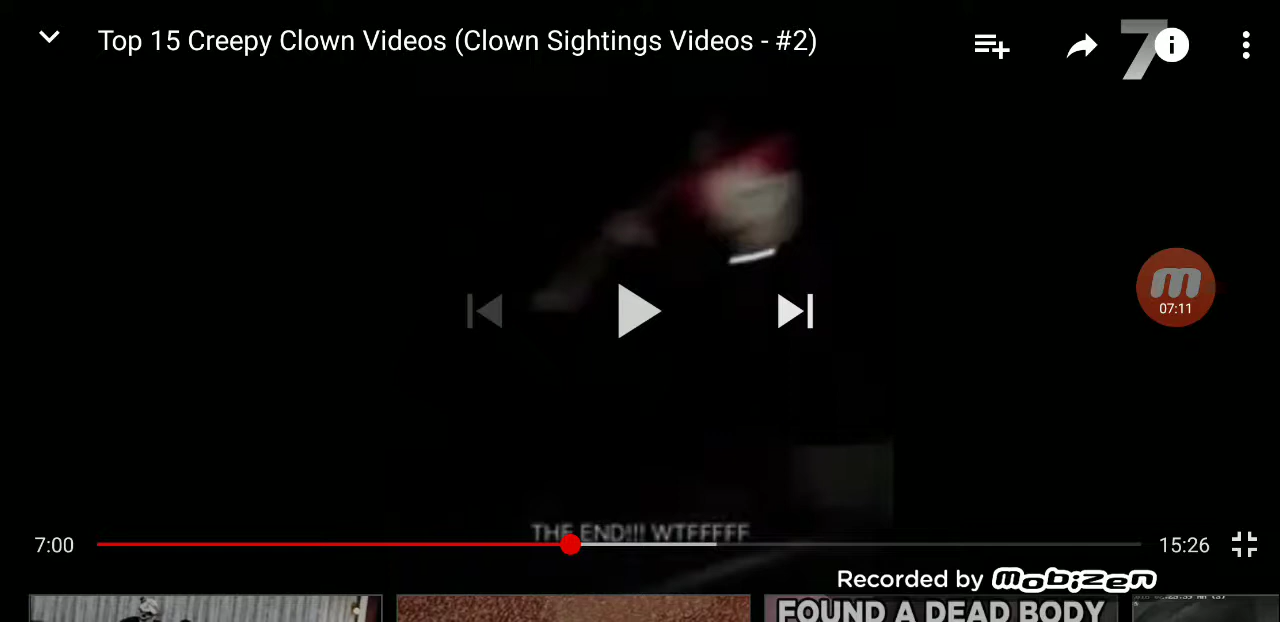 Top 15 Creepy Clown Videos (Clown Sightings Videos - #2)
7
07:11
THE END!!! WTFFFFF
7:00
15:26
Recorded by mobizen
FOUND A DEAD BODY